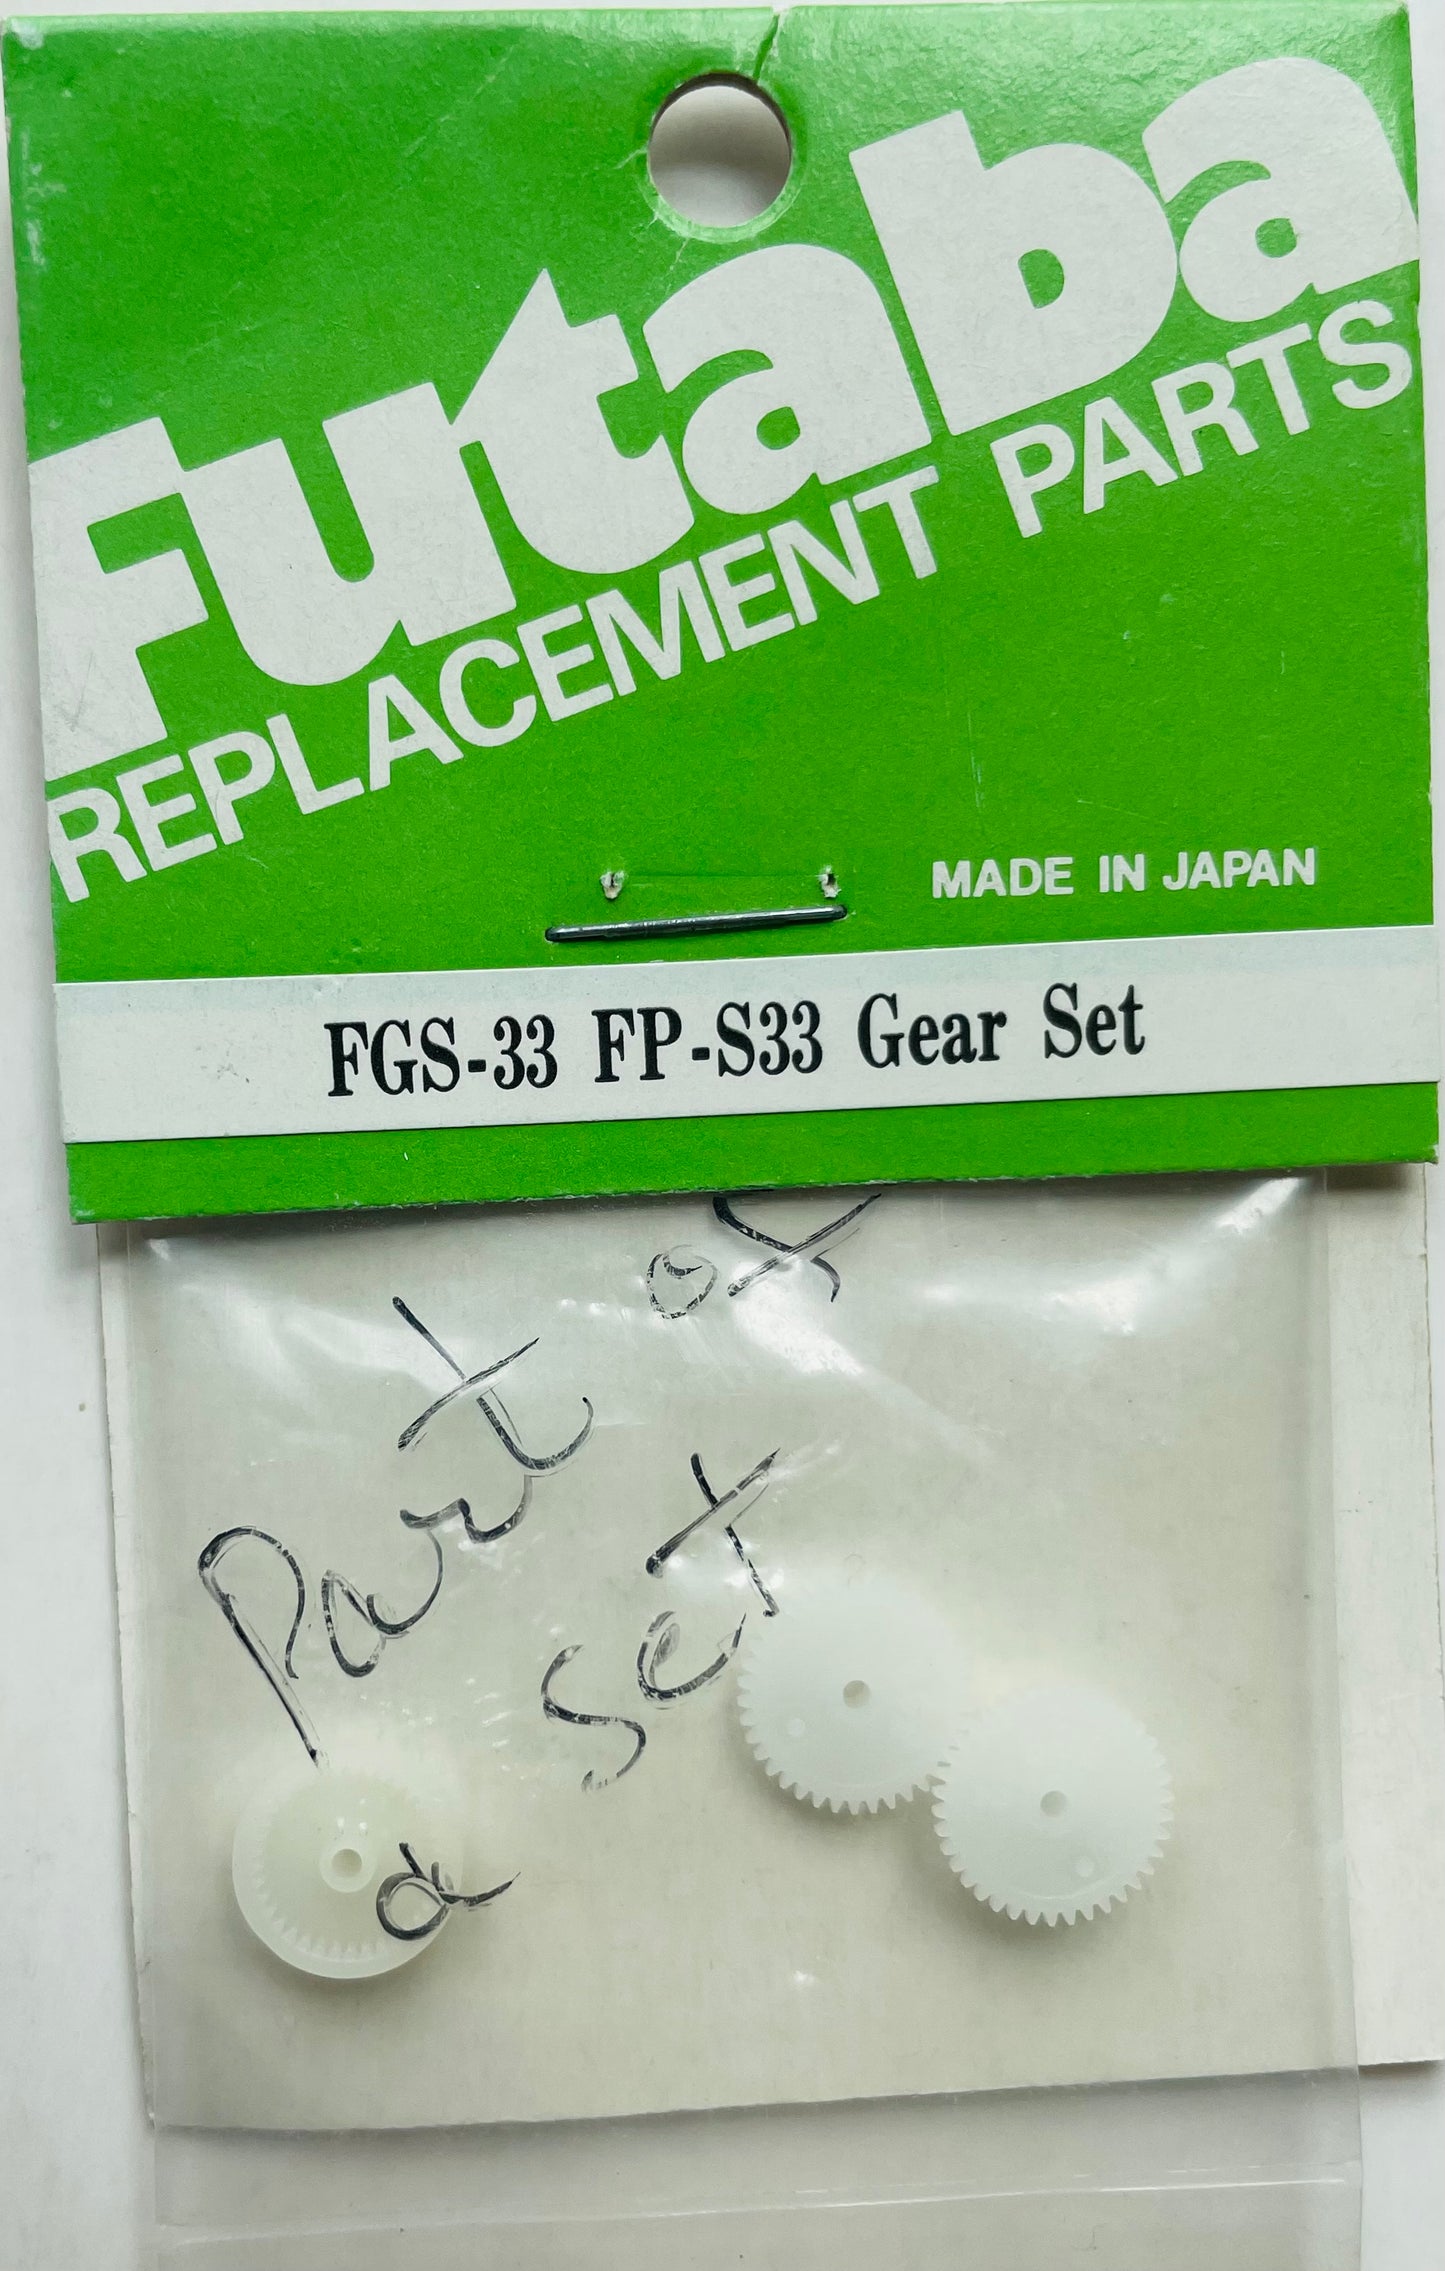 Futaba
REPLACEMENT PARTS
MADE IN JAPAN
FGS-33 FP-S33 Gear Set
Part of
a set